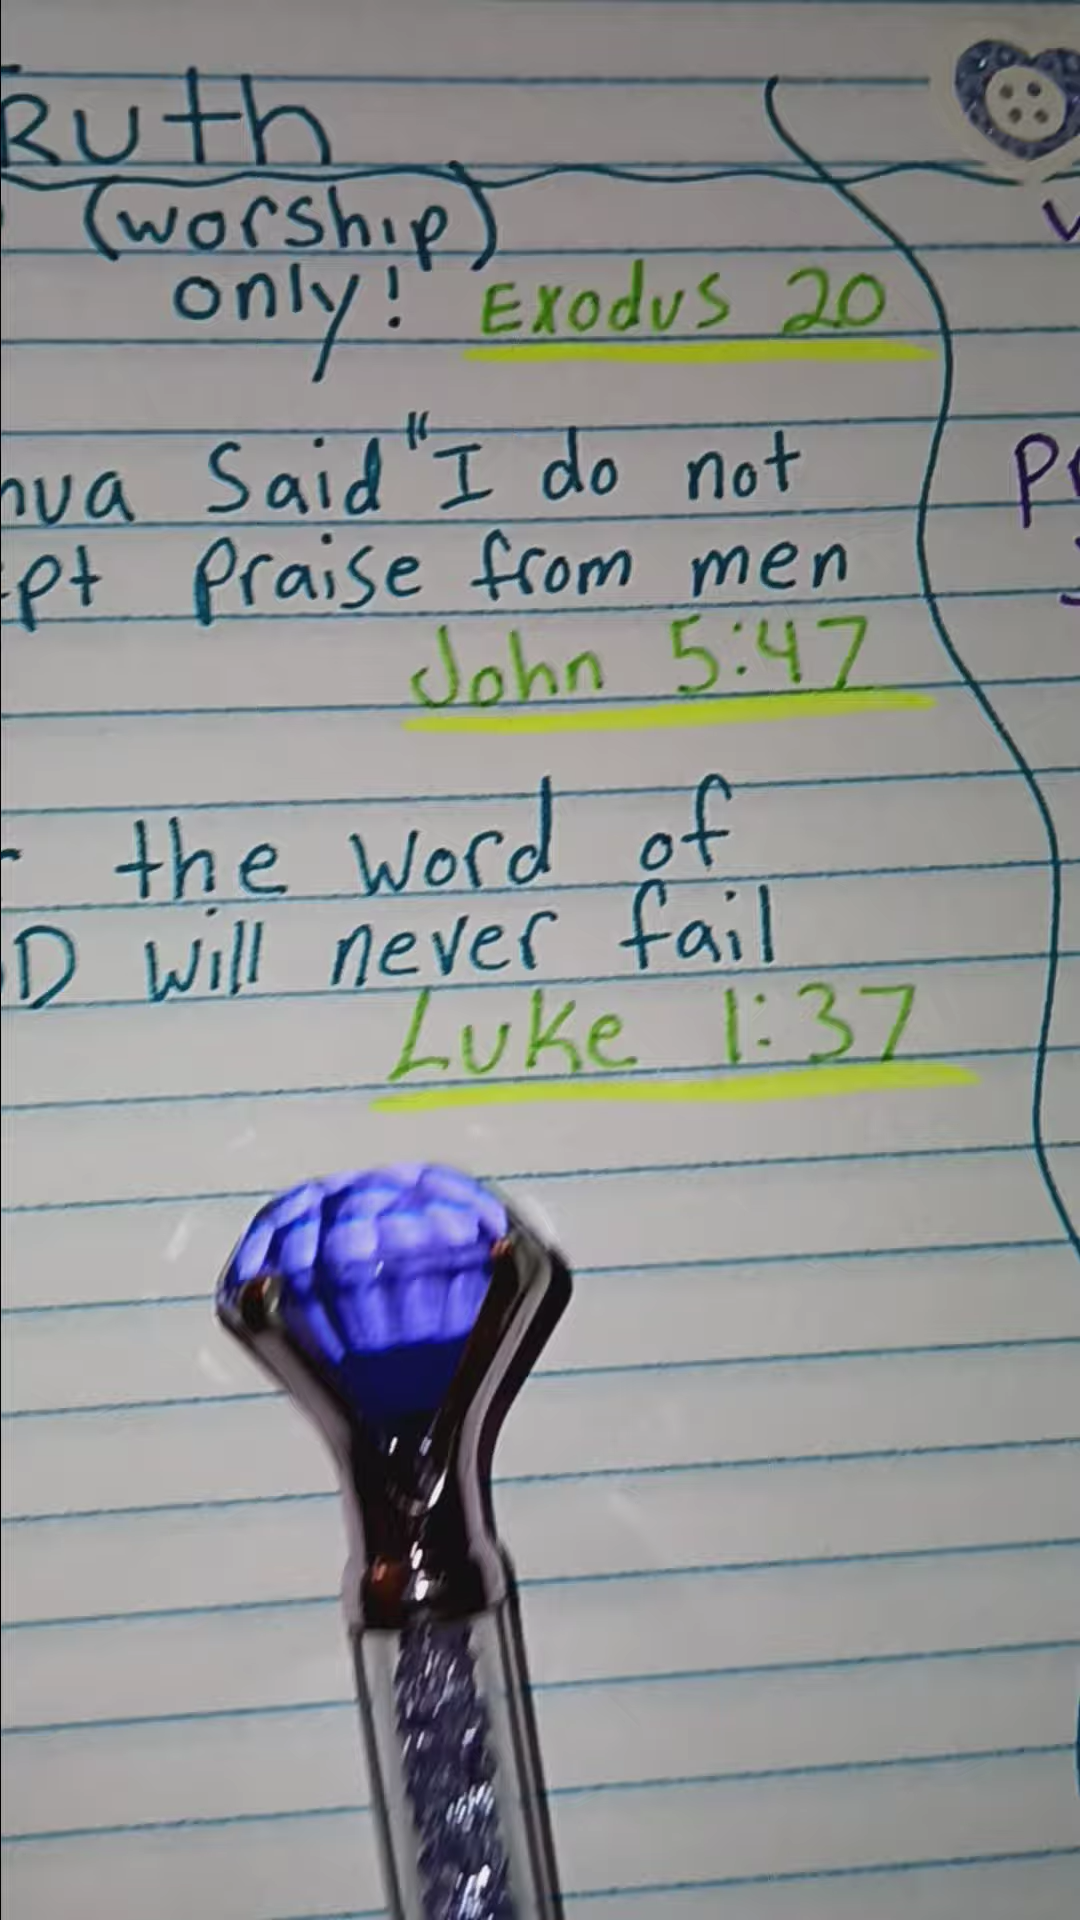 Ruth
(worship)
only! Exodus 20
Said "I do not
praise from men
John 5:47
the word of
D will never fail
Luke 1:37